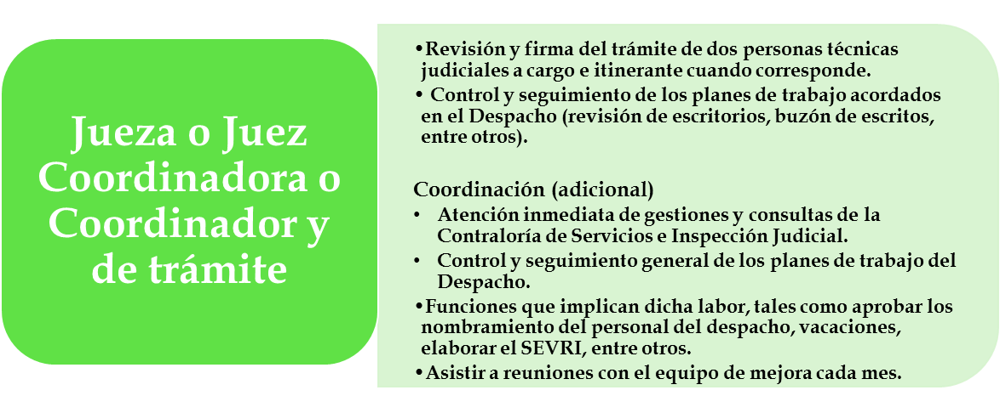 Jueza o Juez
Coordinadora o
Coordinador y
de trámite
•Revisión y firma del trámite de dos personas técnicas
judiciales a cargo e itinerante cuando corresponde.
• Control y seguimiento de los planes de trabajo acordados
en el Despacho (revisión de escritorios, buzón de escritos,
entre otros).
Coordinación (adicional)
• Atención inmediata de gestiones y consultas de la
Contraloría de Servicios e Inspección Judicial.
• Control y seguimiento general de los planes de trabajo del
Despacho.
•Funciones que implican dicha labor, tales como aprobar los
nombramiento del personal del despacho, vacaciones,
elaborar el SEVRI, entre otros.
•Asistir a reuniones con el equipo de mejora cada mes.